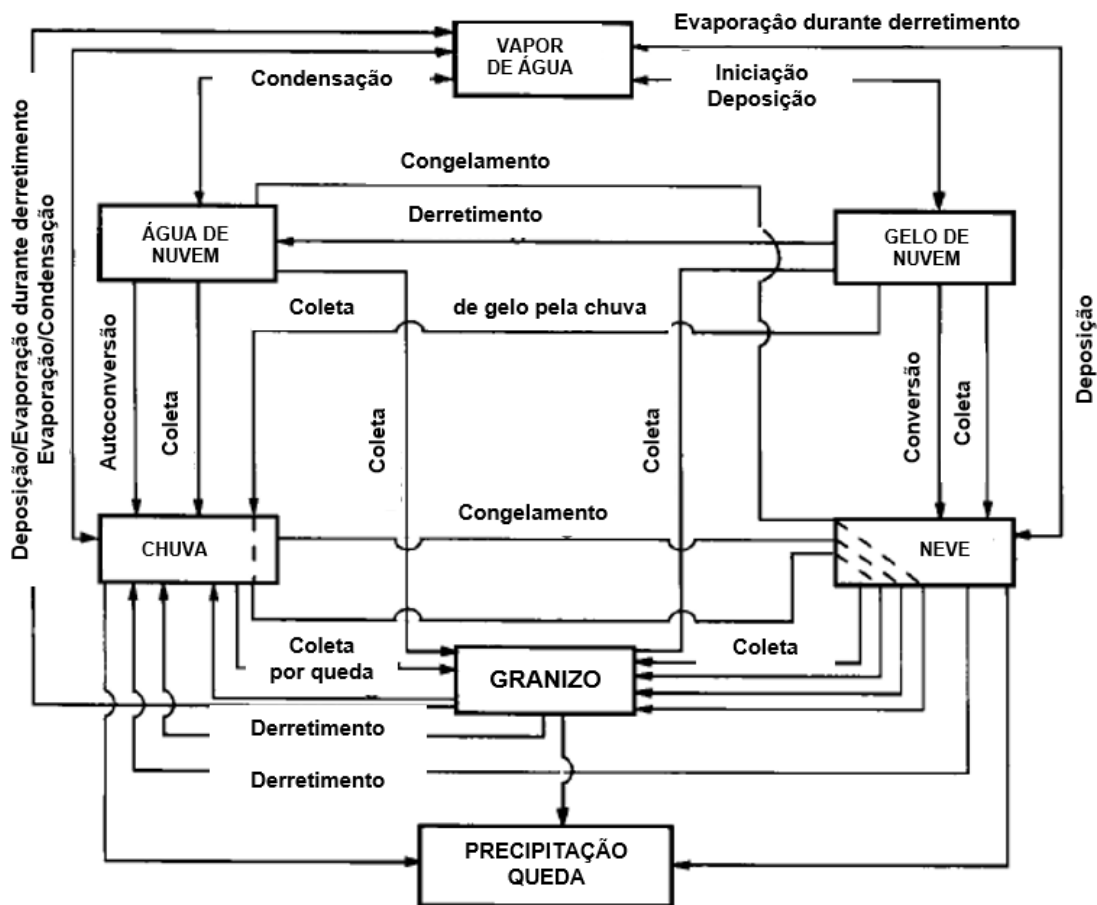 Evaporaçâo durante derretimento
VAPOR
DE ÁGUA
Condensação
Iniciação
Deposição
Congelamento
Derretimento
ÁGUA DE
NUVEM
GELO DE
NUVEM
Coleta
de gelo pela chuva
Deposição/Evaporação durante derretimento
Evaporação/Condensação
Autoconversão
Coleta
Coleta
Coleta
Conversão
Coleta
Deposição
Congelamento
CHUVA
NEVE
Coleta
por queda
Coleta
GRANIZO
Derretimento
Derretimento
PRECIPITAÇÃO
QUEDA